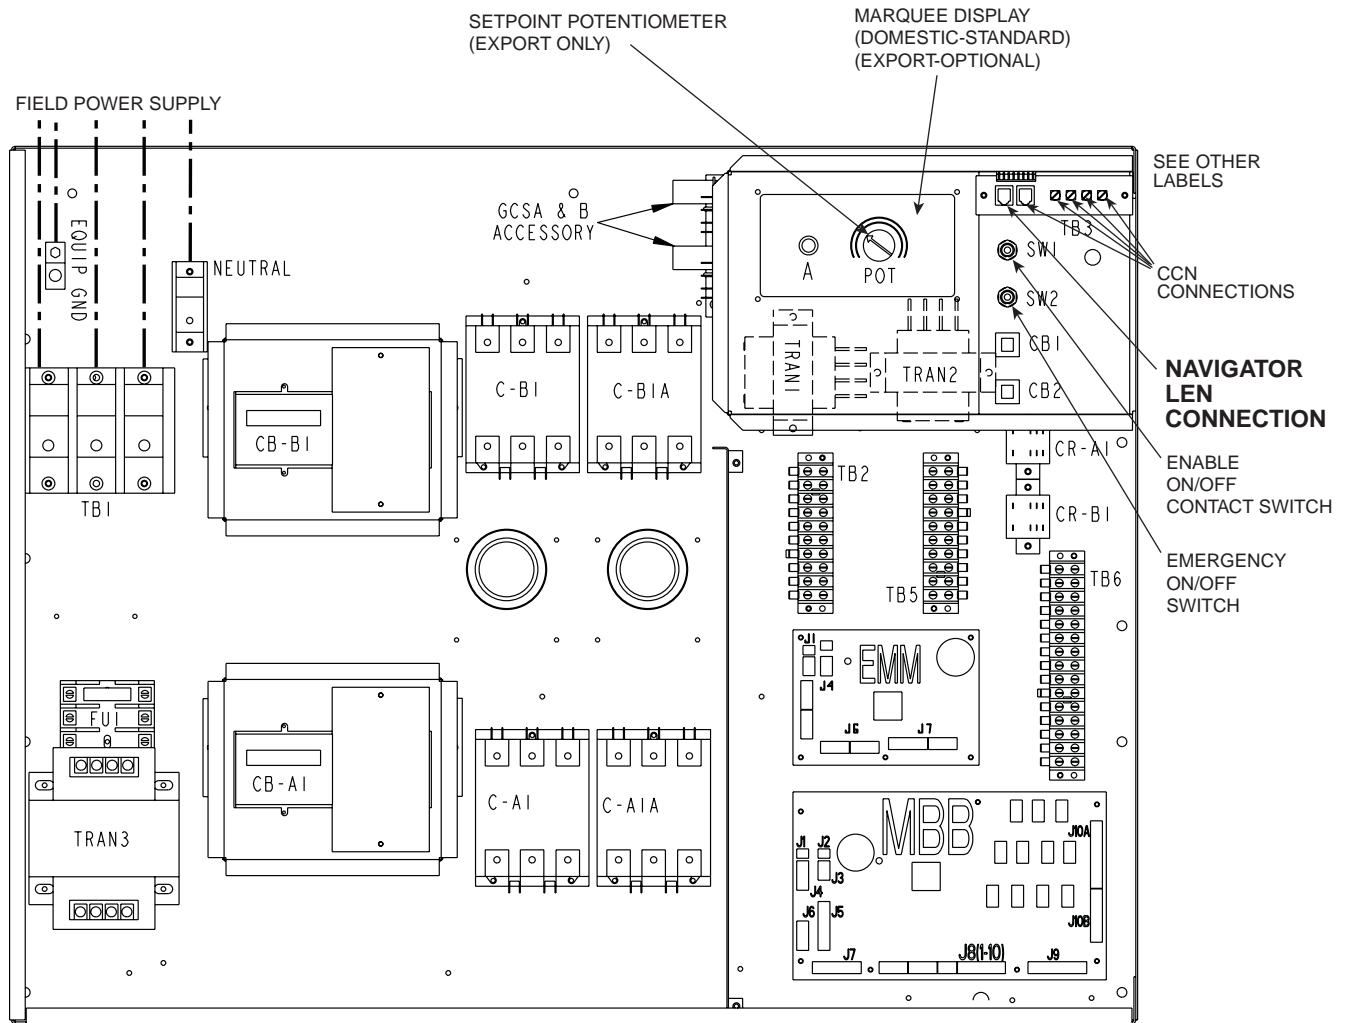 SETPOINT POTENTIOMETER
(EXPORT ONLY)
MARQUEE DISPLAY
(DOMESTIC-STANDARD)
(EXPORT-OPTIONAL)
FIELD POWER SUPPLY
SEE OTHER
LABELS
EQUIP GND
NEUTRAL
GCSA & B
ACCESSORY
A
POT
TB3
SW1
SW2
CCN
CONNECTIONS
CB1
CB2
TRAN1
TRAN2
NAVIGATOR
LEN
CONNECTION
C-B1
C-B1A
CB-B1
TB1
TB2
TB5
CR-A1
CR-B1
ENABLE
ON/OFF
CONTACT SWITCH
EMERGENCY
ON/OFF
SWITCH
TB6
J1
J4
EMM
J6
J7
FU1
TRAN3
CB-A1
C-A1
C-A1A
MBB
J1
J2
J3
J4
J6
J5
J7
J8(1-10)
J9
J10A
J10B